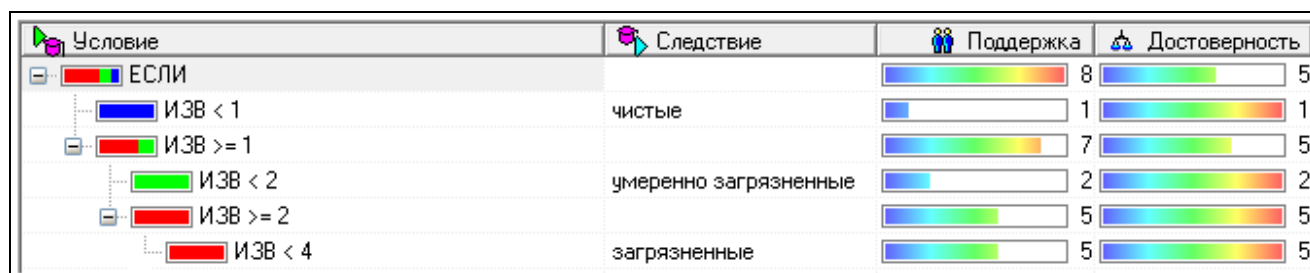 Условие Следствие Поддержка Достоверность
ЕСЛИ 8 5
ИЗВ < 1 чистые 1 1
ИЗВ >= 1 7 5
ИЗВ < 2 умеренно загрязненные 2 2
ИЗВ >= 2 5 5
ИЗВ < 4 загрязненные 5 5